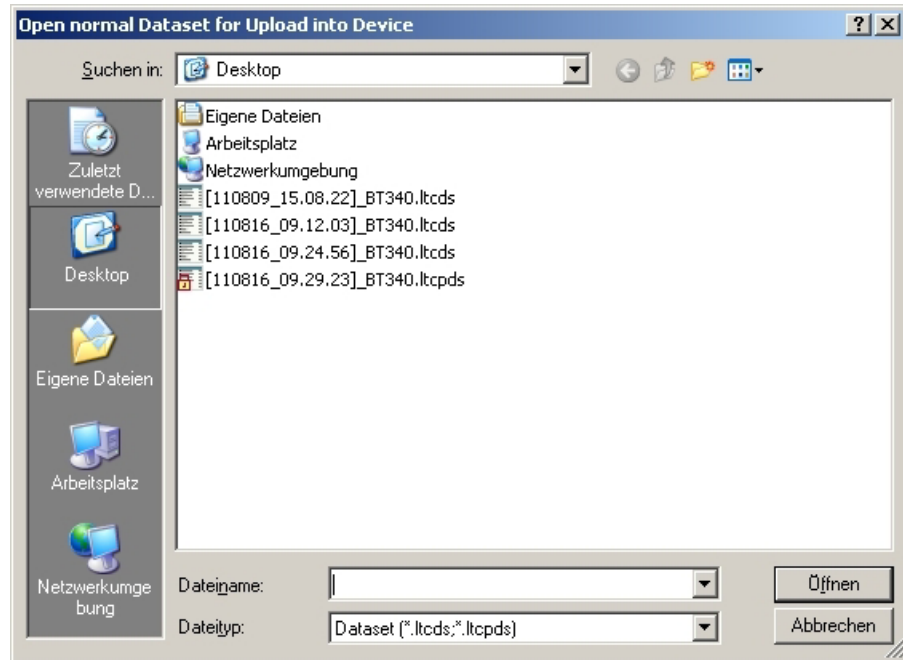 Open normal Dataset for Upload into Device
Suchen in:
Desktop
Zuletzt
verwendete D...
Desktop
Eigene Dateien
Arbeitsplatz
Netzwerkumge
bung
Eigene Dateien
Arbeitsplatz
Netzwerkumgebung
[110809_15.08.22]_BT340.ltcds
[110816_09.12.03]_BT340.ltcds
[110816_09.24.56]_BT340.ltcds
[110816_09.29.23]_BT340.ltcpds
Dateiname:
Öffnen
Dateityp:
Dataset (*.ltcds;*.ltcpds)
Abbrechen